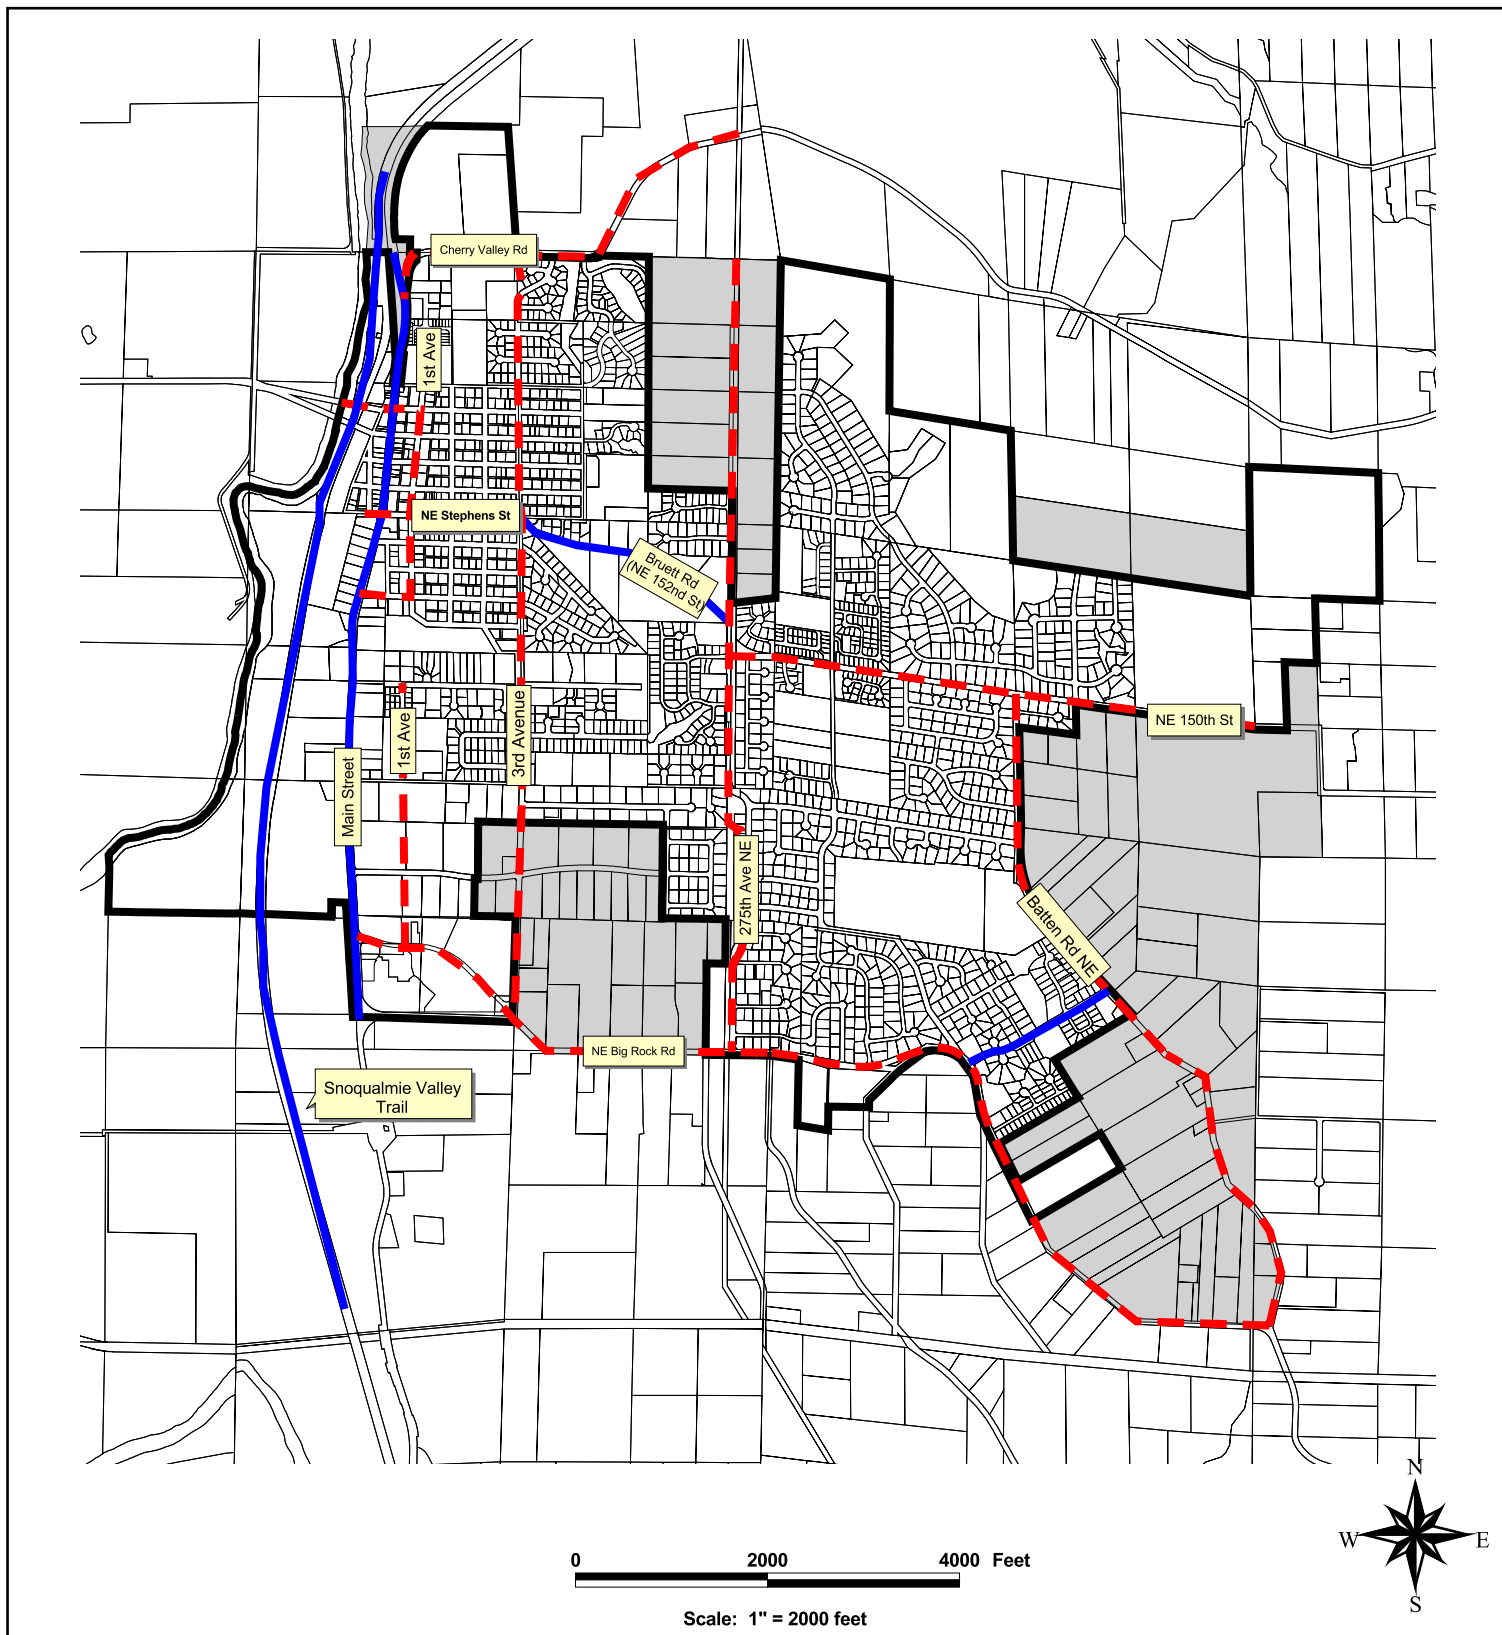 Cherry Valley Rd
1st Ave
NE Stephens St
Bruett Rd
(NE 152nd St)
NE 150th St
1st Ave
3rd Avenue
Main Street
275th Ave NE
Batten Rd NE
NE Big Rock Rd
Snoqualmie Valley
Trail
N
W
E
S
0 2000 4000 Feet
Scale: 1" = 2000 feet